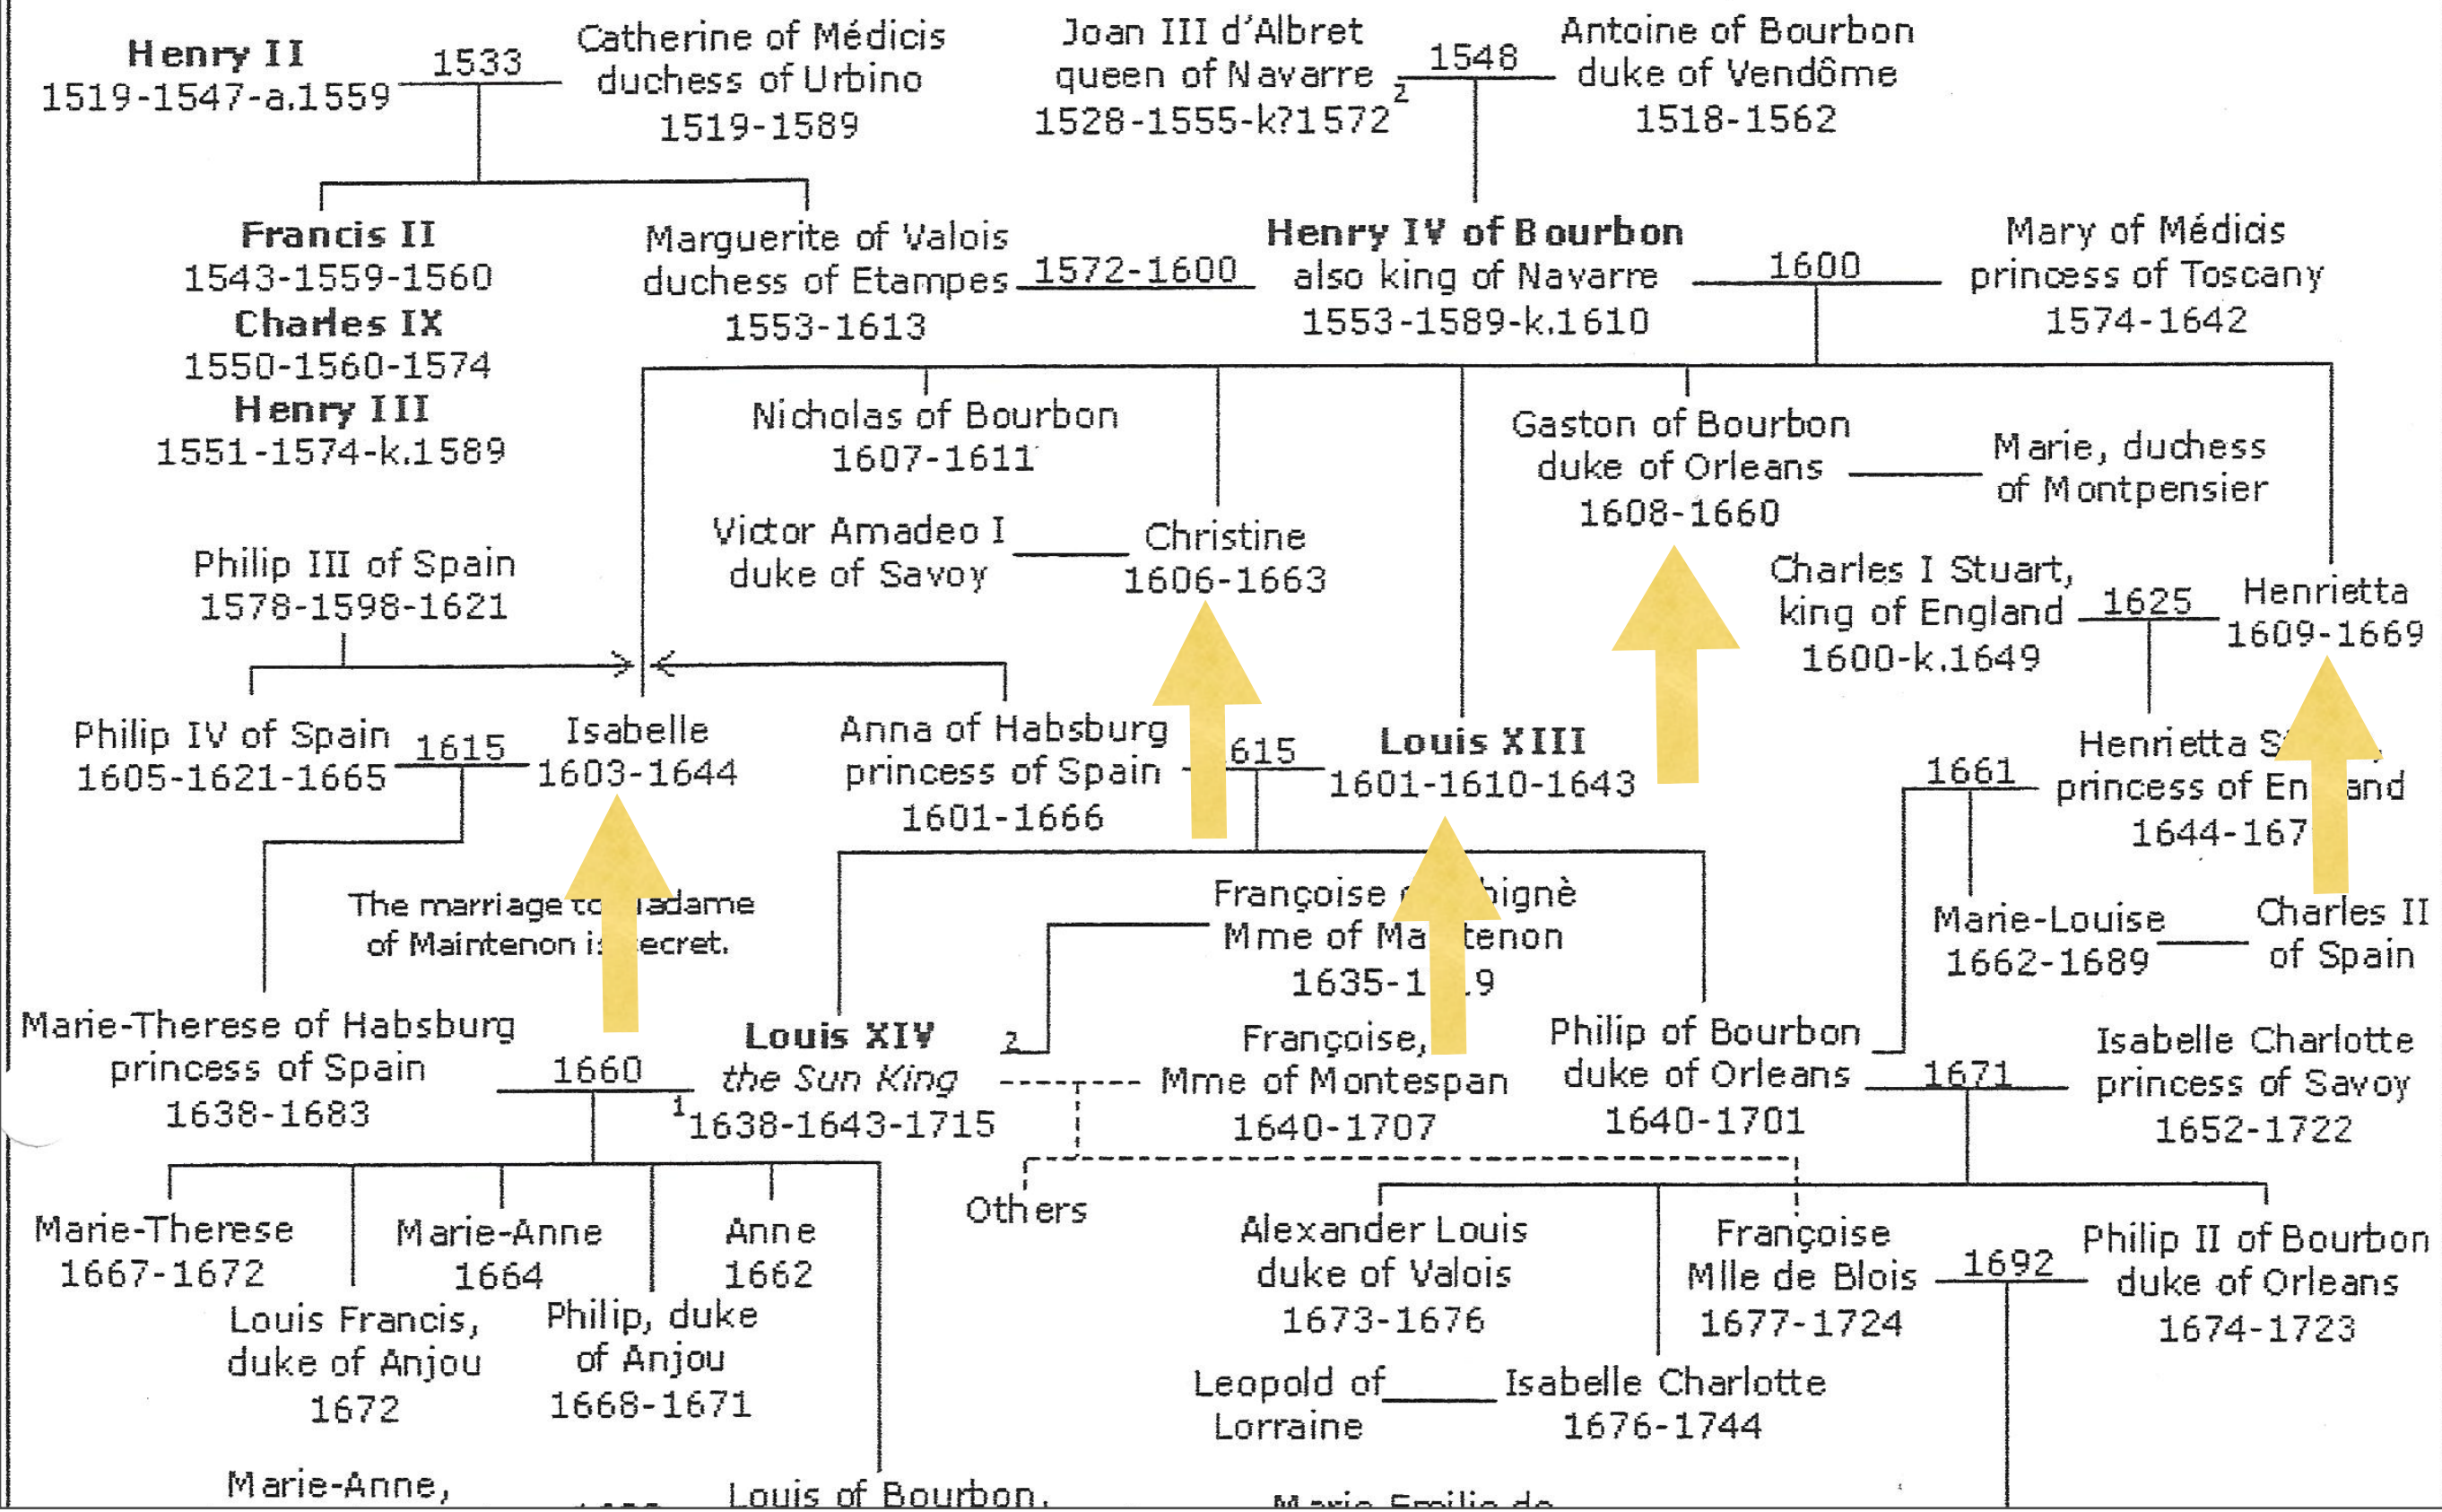 Henry II
1519-1547-a.1559
1533
Catherine of Médicis
duchess of Urbino
1519-1589
Joan III d'Albret
queen of Navarre
1528-1555-k?1572
2
1548
Antoine of Bourbon
duke of Vendôme
1518-1562
Francis II
1543-1559-1560
Charles IX
1550-1560-1574
Henry III
1551-1574-k.1589
Marguerite of Valois
duchess of Etampes
1553-1613
1572-1600
Henry IV of Bourbon
also king of Navarre
1553-1589-k.1610
1600
Mary of Médicis
princess of Toscany
1574-1642
Nicholas of Bourbon
1607-1611
Gaston of Bourbon
duke of Orleans
1608-1660
Marie, duchess
of Montpensier
Victor Amadeo I
duke of Savoy
Christine
1606-1663
Philip III of Spain
1578-1598-1621
Charles I Stuart,
king of England
1600-k.1649
1625
Henrietta
1609-1669
Philip IV of Spain
1605-1621-1665
1615
Isabelle
1603-1644
Anna of Habsburg
princess of Spain
1601-1666
615
Louis XIII
1601-1610-1643
1661
Henrietta
princess of
1644-167
The marriage to
of Maintenon
Françoise
Mme of
1635-
Marie-Louise
1662-1689
Charles II
of Spain
Marie-Therese of Habsburg
princess of Spain
1638-1683
1660
1
Louis XIV
the Sun King
1638-1643-1715
2
Françoise,
Mme of Montespan
1640-1707
Philip of Bourbon
duke of Orleans
1640-1701
1671
Isabelle Charlotte
princess of Savoy
1652-1722
Marie-Therese
1667-1672
Marie-Anne
1664
Anne
1662
Others
Louis Francis,
duke of Anjou
1672
Philip, duke
of Anjou
1668-1671
Alexander Louis
duke of Valois
1673-1676
Françoise
Mlle de Blois
1677-1724
1692
Philip II of Bourbon
duke of Orleans
1674-1723
Leopold of
Lorraine
Isabelle Charlotte
1676-1744
Marie-Anne,
Louis of Bourbon,